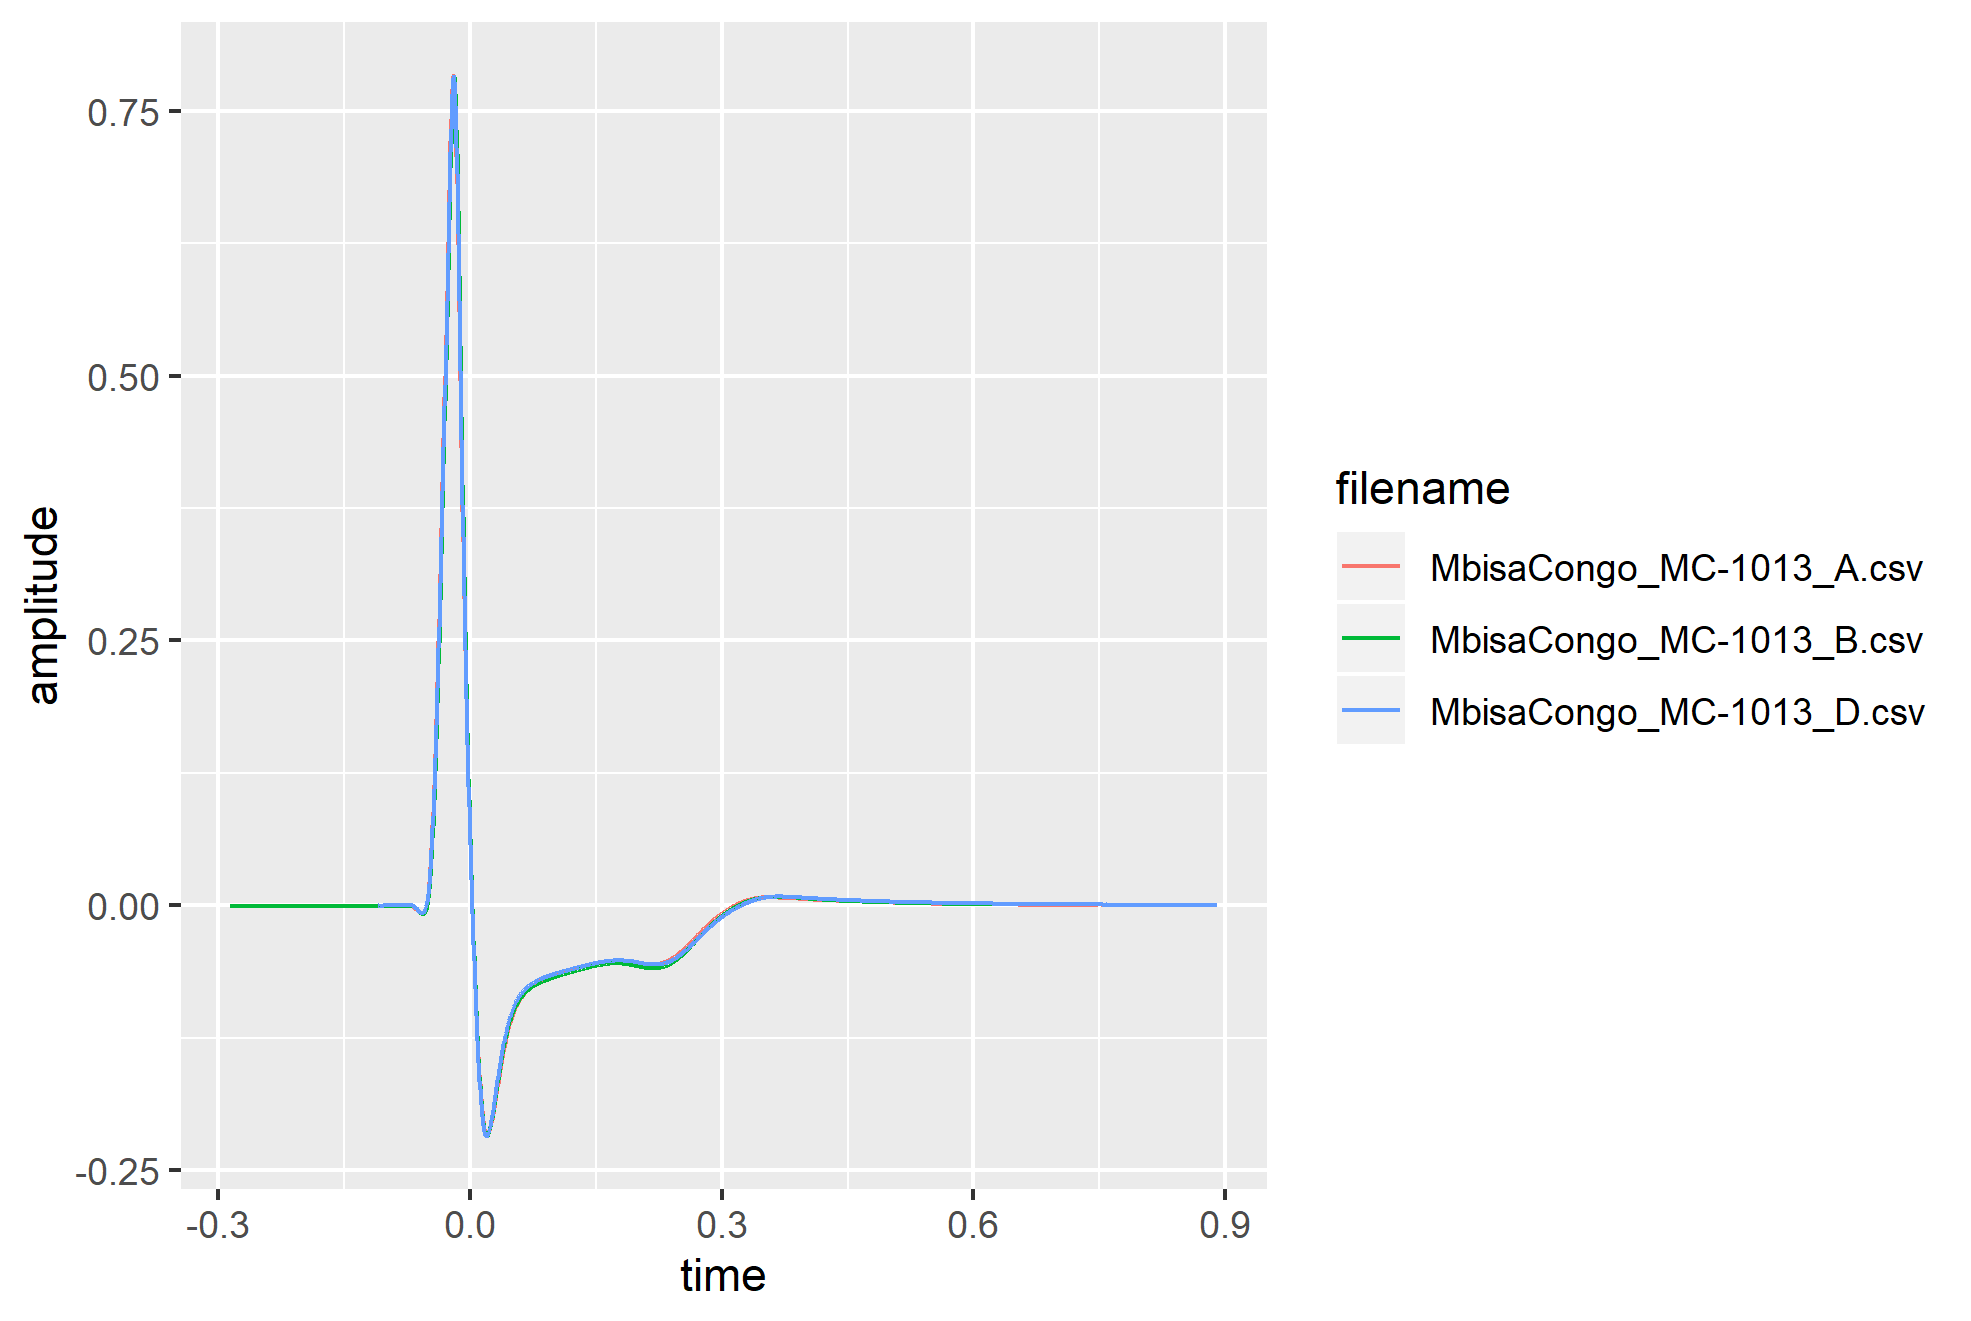 amplitude
0.75
0.50
0.25
0.00
-0.25
-0.3 0.0 0.3 0.6 0.9
time
filename
MbisaCongo_MC-1013_A.csv
MbisaCongo_MC-1013_B.csv
MbisaCongo_MC-1013_D.csv